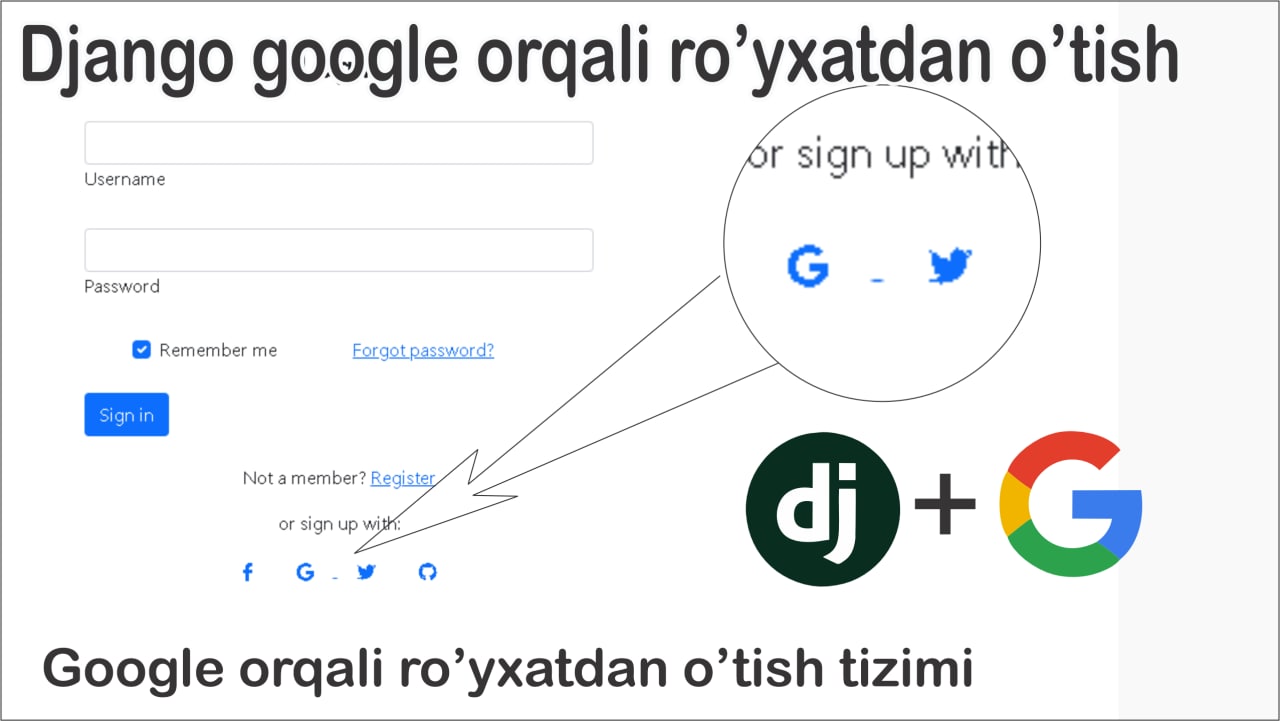 Django google orqali ro’yxatdan o’tish
or sign up with
Username
Password
Remember me Forgot password?
Sign in
Not a member? Register
or sign up with:
dj
Google orqali ro’yxatdan o’tish tizimi